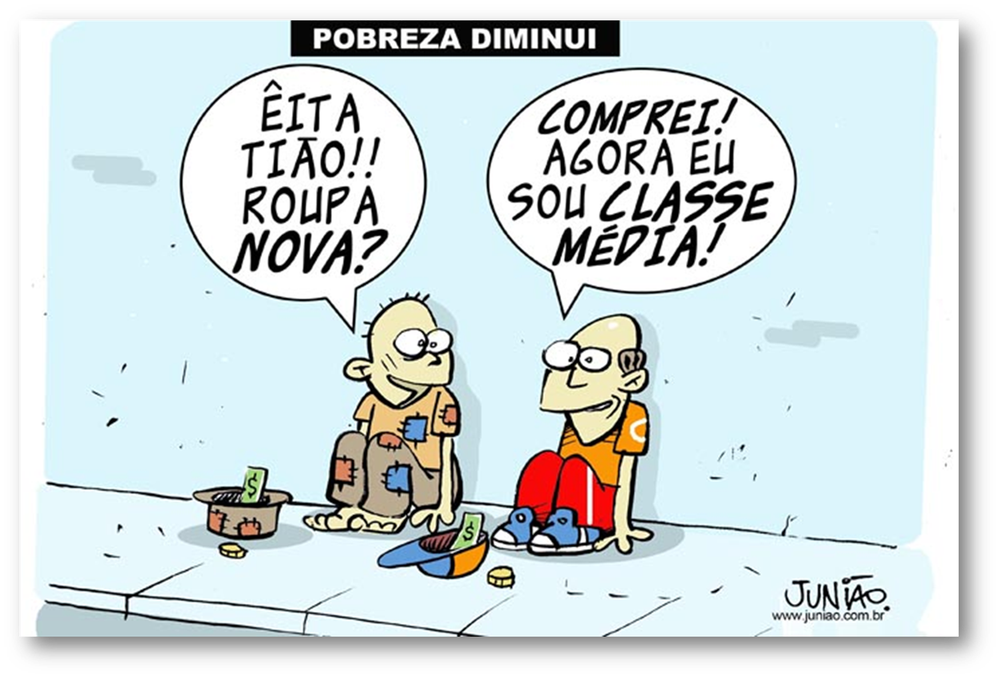 POBREZA DIMINUI
ÊITA
TIÃO!!
ROUPA
NOVA?
COMPREI!
AGORA EU
SOU CLASSE
MÉDIA!
$
$
JUNIÃO.
www.juniao.com.br